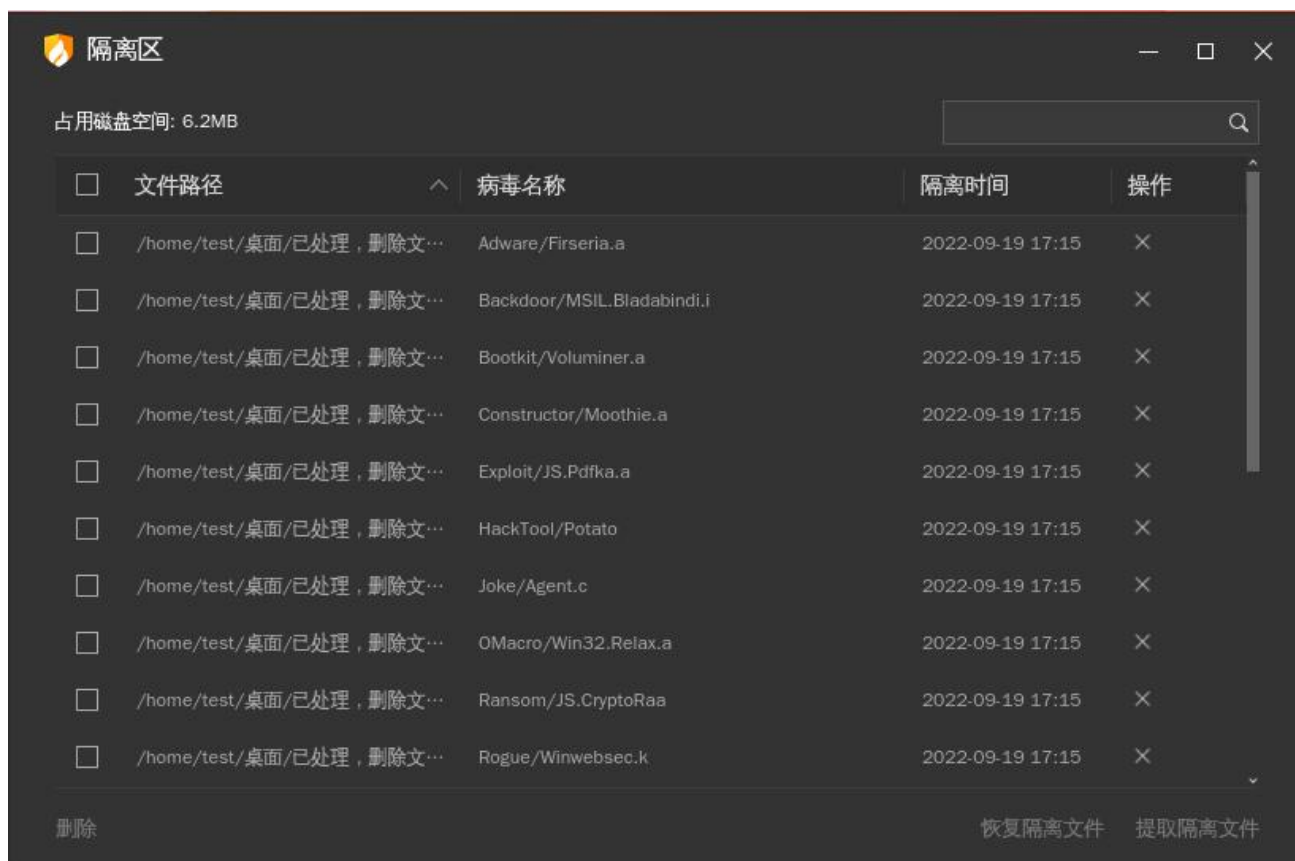 隔离区
占用磁盘空间: 6.2MB
文件路径 病毒名称 隔离时间 操作
/home/test/桌面/已处理，删除文… Adware/Firseria.a 2022-09-19 17:15
/home/test/桌面/已处理，删除文… Backdoor/MSIL.Bladabindi.i 2022-09-19 17:15
/home/test/桌面/已处理，删除文… Bootkit/Voluminer.a 2022-09-19 17:15
/home/test/桌面/已处理，删除文… Constructor/Moothie.a 2022-09-19 17:15
/home/test/桌面/已处理，删除文… Exploit/JS.Pdfka.a 2022-09-19 17:15
/home/test/桌面/已处理，删除文… HackTool/Potato 2022-09-19 17:15
/home/test/桌面/已处理，删除文… Joke/Agent.c 2022-09-19 17:15
/home/test/桌面/已处理，删除文… OMacro/Win32.Relax.a 2022-09-19 17:15
/home/test/桌面/已处理，删除文… Ransom/JS.CryptoRaa 2022-09-19 17:15
/home/test/桌面/已处理，删除文… Rogue/Winwebsec.k 2022-09-19 17:15
删除 恢复隔离文件 提取隔离文件